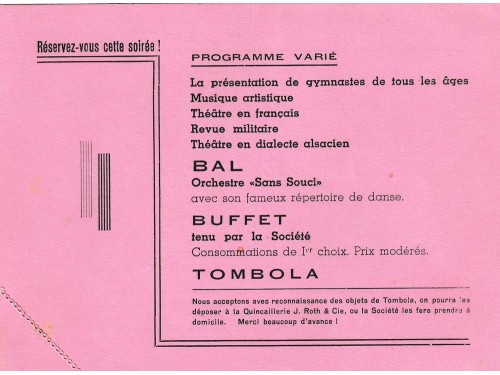 Réservez-vous cette soirée !
PROGRAMME VARIÉ
La présentation de gymnastes de tous les âges
Musique artistique
Théâtre en français
Revue militaire
Théâtre en dialecte alsacien
BAL
Orchestre «Sans Souci»
avec son fameux répertoire de danse.
BUFFET
tenu par la Société
Consommations de Ier choix. Prix modérés.
TOMBOLA
Nous acceptons avec reconnaissance des objets de Tombola, on pourra les
déposer à la Quincaillerie J. Roth & Cie, ou la Société les fera prendre à
domicile. Merci beaucoup d'avance !